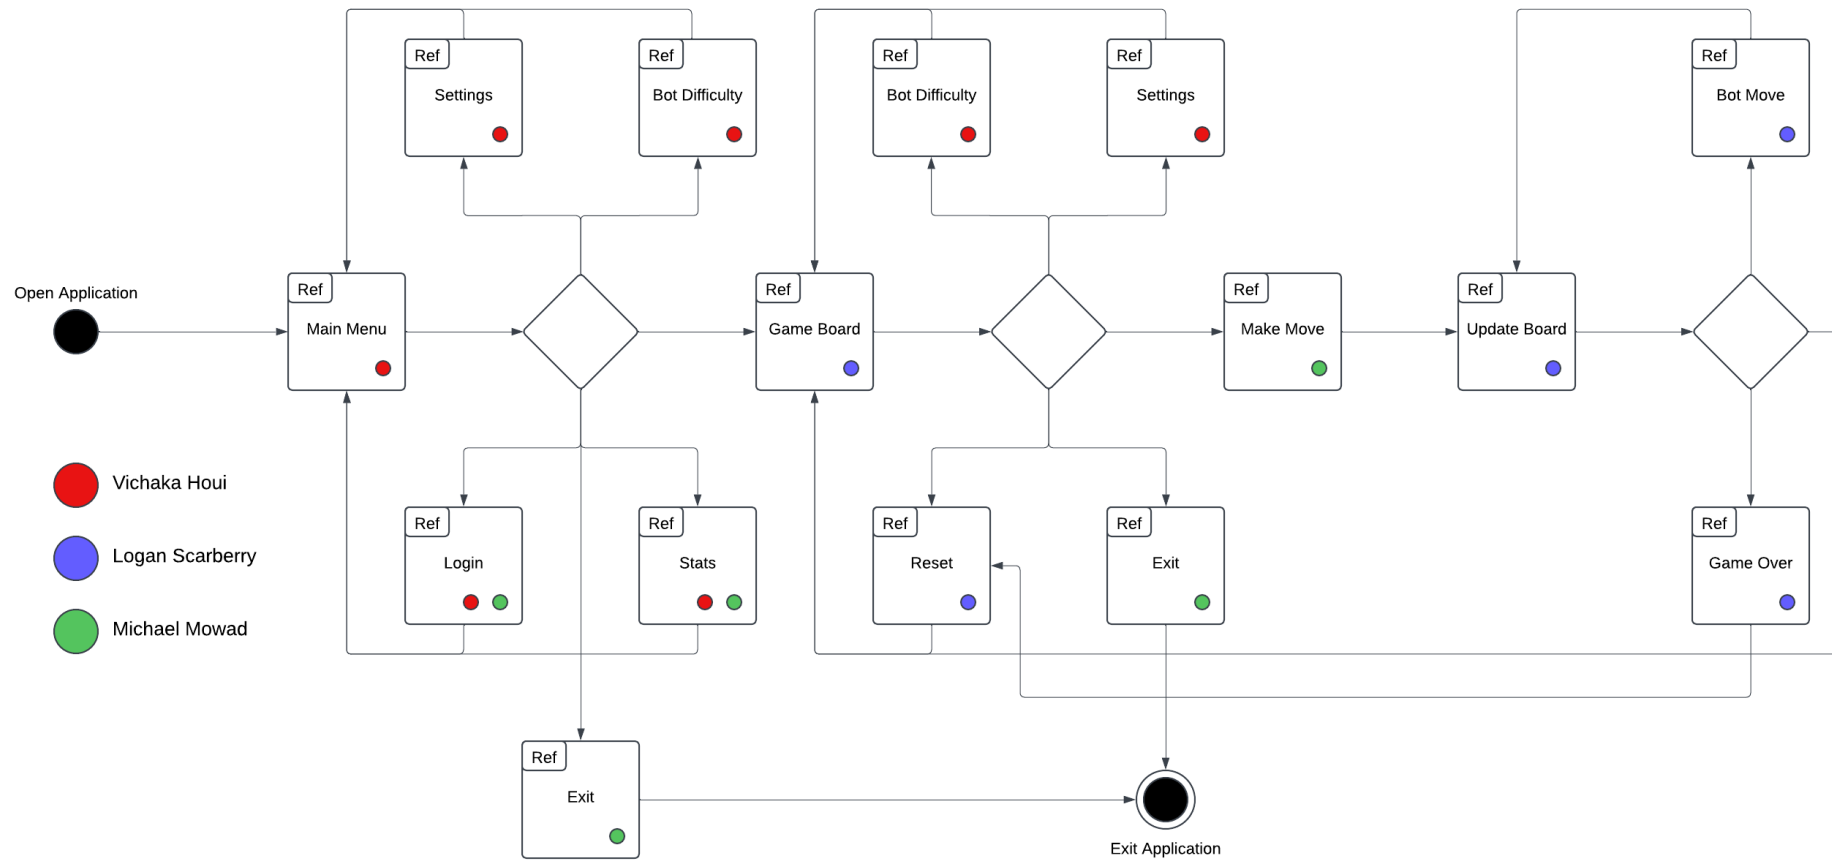 Ref
Settings
Ref
Bot Difficulty
Ref
Bot Difficulty
Ref
Settings
Ref
Bot Move
Open Application
Ref
Main Menu
Ref
Game Board
Ref
Make Move
Ref
Update Board
Vichaka Houi
Logan Scarberry
Michael Mowad
Ref
Login
Ref
Stats
Ref
Reset
Ref
Exit
Ref
Game Over
Ref
Exit
Exit Application